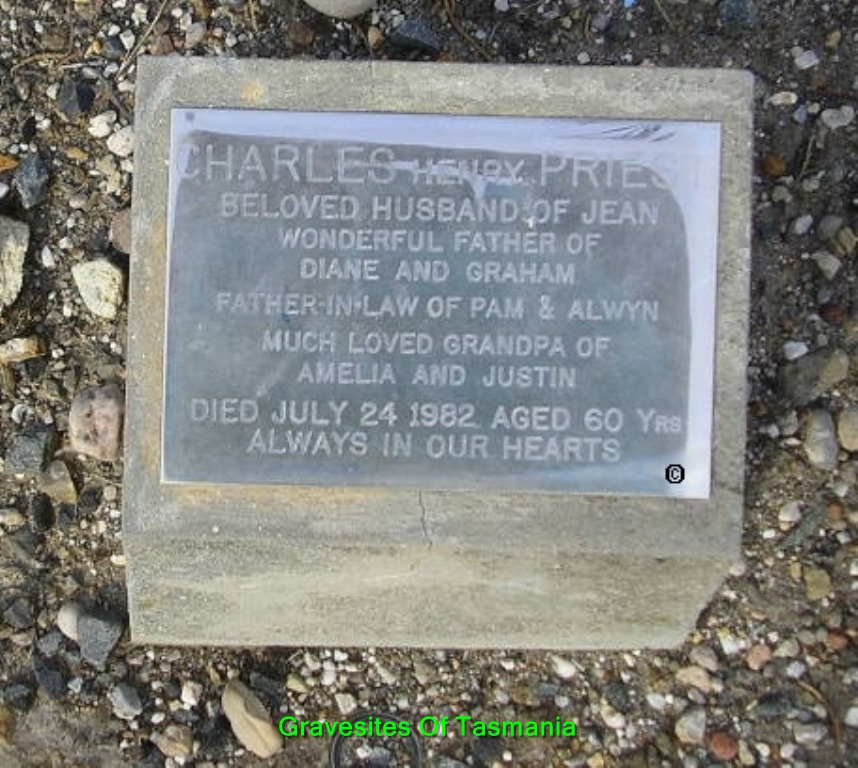 CHARLES HENRY PRIEST
BELOVED HUSBAND OF JEAN
WONDERFUL FATHER OF
DIANE AND GRAHAM
FATHER-IN-LAW OF PAM & ALWYN
MUCH LOVED GRANDPA OF
AMELIA AND JUSTIN
DIED JULY 24 1982 AGED 60 YRS
ALWAYS IN OUR HEARTS
©
Gravesites Of Tasmania